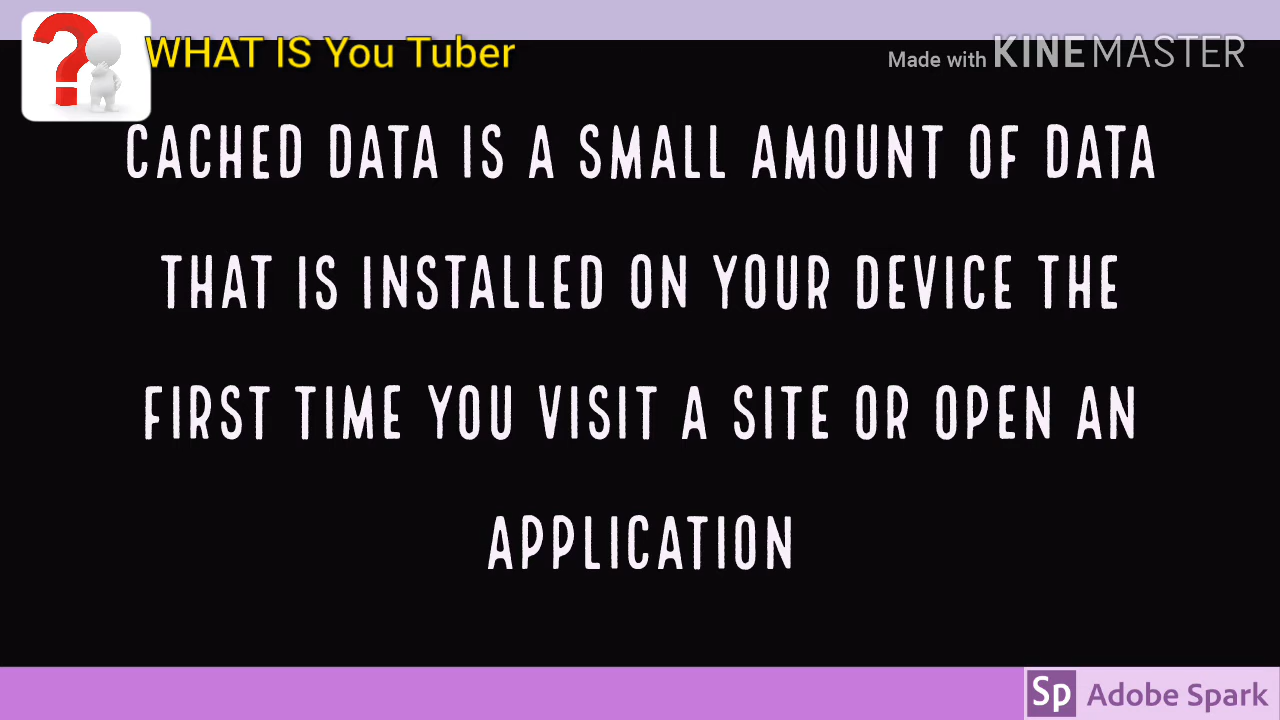 WHAT IS You Tuber
Made with KINEMASTER
CACHED DATA IS A SMALL AMOUNT OF DATA
THAT IS INSTALLED ON YOUR DEVICE THE
FIRST TIME YOU VISIT A SITE OR OPEN AN
APPLICATION
Sp Adobe Spark